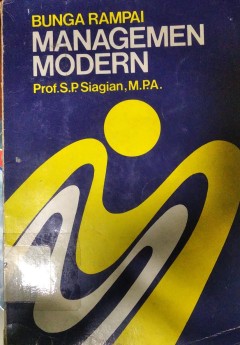 BUNGA RAMPAI
MANAGEMEN
MODERN
Prof.S.P. Siagian, M.P.A.